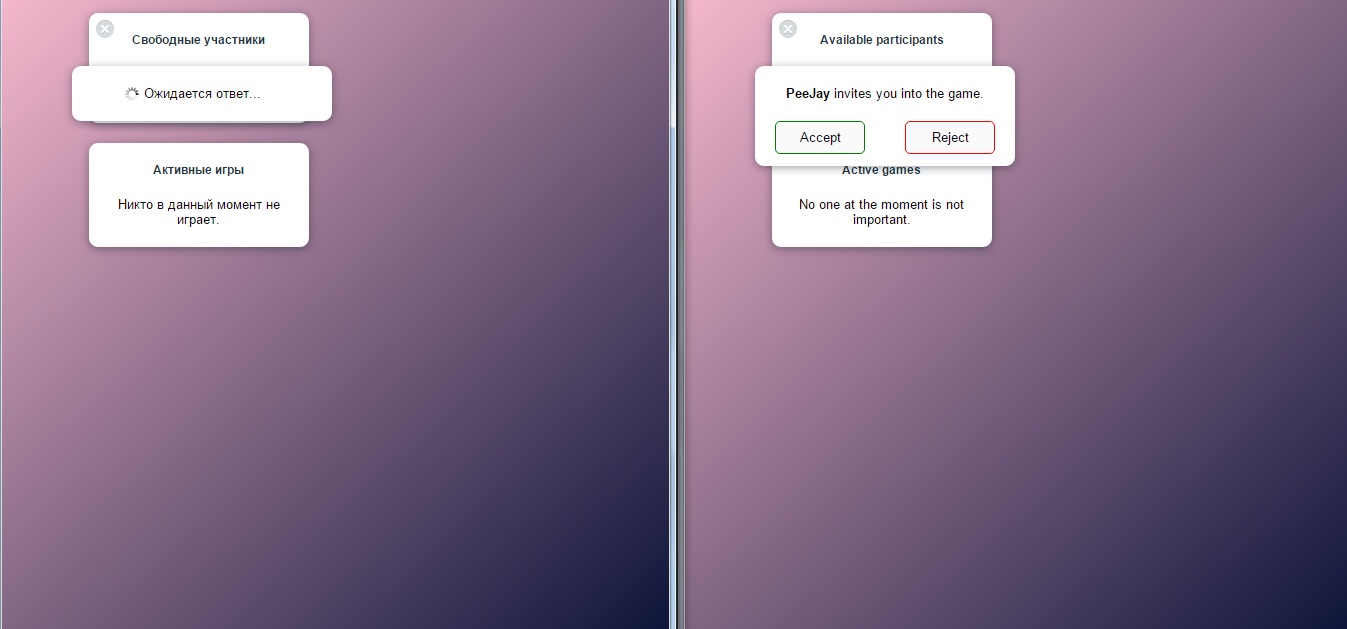 Свободные участники
Ожидается ответ...
Активные игры
Никто в данный момент не
играет.
Available participants
PeeJay invites you into the game.
Accept Reject
Active games
No one at the moment is not
important.